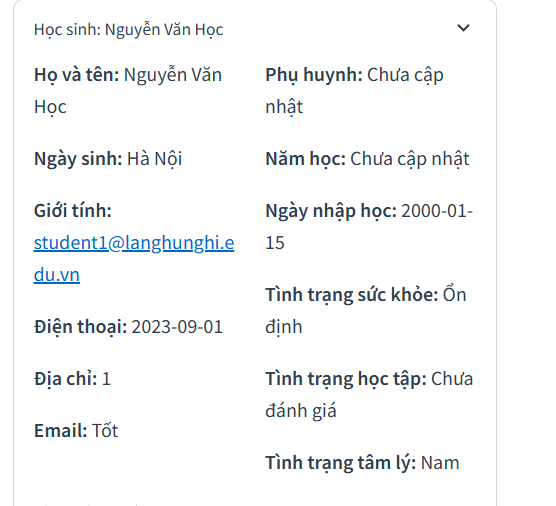 Học sinh: Nguyễn Văn Học
Họ và tên: Nguyễn Văn
Học
Ngày sinh: Hà Nội
Giới tính:
student1@langhunghi.e
du.vn
Điện thoại: 2023-09-01
Địa chỉ: 1
Email: Tốt
Phụ huynh: Chưa cập
nhật
Năm học: Chưa cập nhật
Ngày nhập học: 2000-01-
15
Tình trạng sức khỏe: Ổn
định
Tình trạng học tập: Chưa
đánh giá
Tình trạng tâm lý: Nam